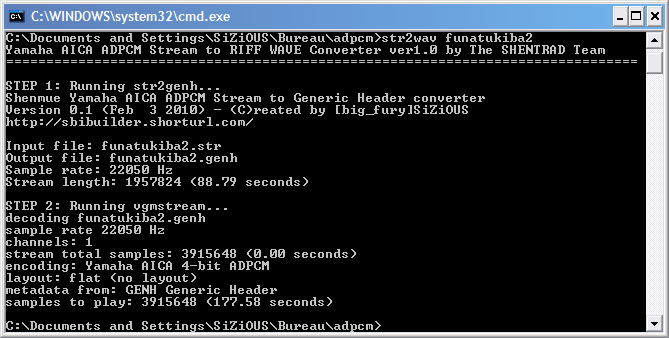 C:\WINDOWS\system32\cmd.exe
C:\Documents and Settings\SiZiOUS\Bureau\adpcm>str2wav funatukiba2
Yamaha AICA ADPCM Stream to RIFF WAVE Converter ver1.0 by The SHENTRAD Team
===============================================================================
STEP 1: Running str2genh...
Shenmue Yamaha AICA ADPCM Stream to Generic Header converter
Version 0.1 (Feb  3 2010) - (C)reated by [big_fury]SiZiOUS
http://sbibuilder.shorturl.com/
Input file: funatukiba2.str
Output file: funatukiba2.genh
Sample rate: 22050 Hz
Stream length: 1957824 (88.79 seconds)
STEP 2: Running vgmstream...
decoding funatukiba2.genh
sample rate 22050 Hz
channels: 1
stream total samples: 3915648 (0.00 seconds)
encoding: Yamaha AICA 4-bit ADPCM
layout: flat (no layout)
metadata from: GENH Generic Header
samples to play: 3915648 (177.58 seconds)
C:\Documents and Settings\SiZiOUS\Bureau\adpcm>